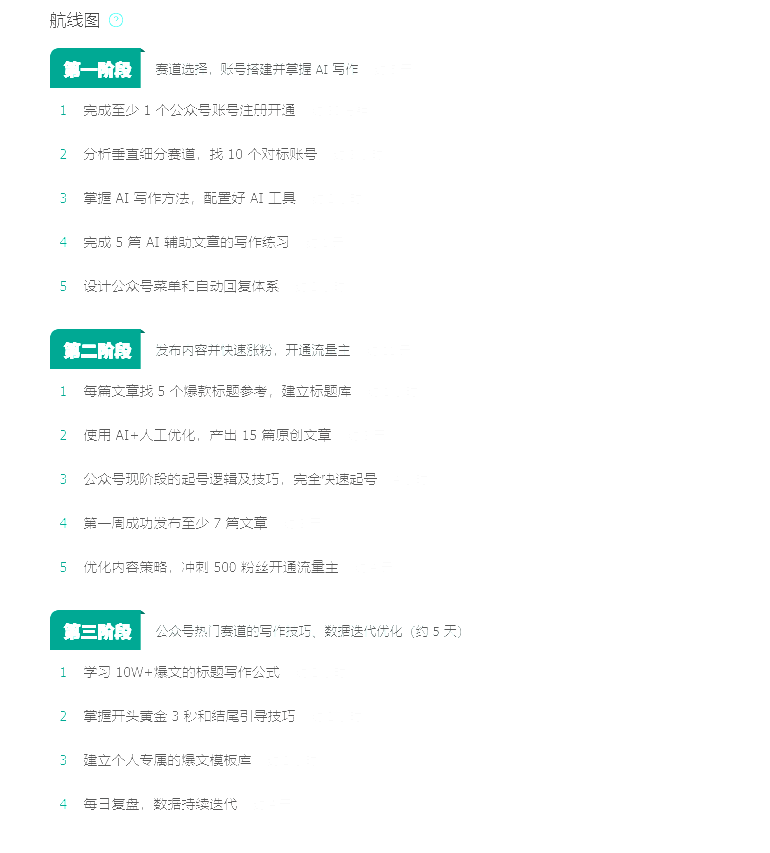 航线图 ?
第一阶段 赛道选择，账号搭建并掌握 AI 写作
1 完成至少 1 个公众号账号注册开通
2 分析垂直细分赛道，找 10 个对标账号
3 掌握 AI 写作方法，配置好 AI 工具
4 完成 5 篇 AI 辅助文章的写作练习
5 设计公众号菜单和自动回复体系
第二阶段 发布内容并快速涨粉，开通流量主
1 每篇文章找 5 个爆款标题参考，建立标题库
2 使用 AI+人工优化，产出 15 篇原创文章
3 公众号现阶段的起号逻辑及技巧，完全快速起号
4 第一周成功发布至少 7 篇文章
5 优化内容策略，冲刺 500 粉丝开通流量主
第三阶段 公众号热门赛道的写作技巧、数据迭代优化（约 5 天）
1 学习 10W+爆文的标题写作公式
2 掌握开头黄金 3 秒和结尾引导技巧
3 建立个人专属的爆文模板库
4 每日复盘，数据持续迭代